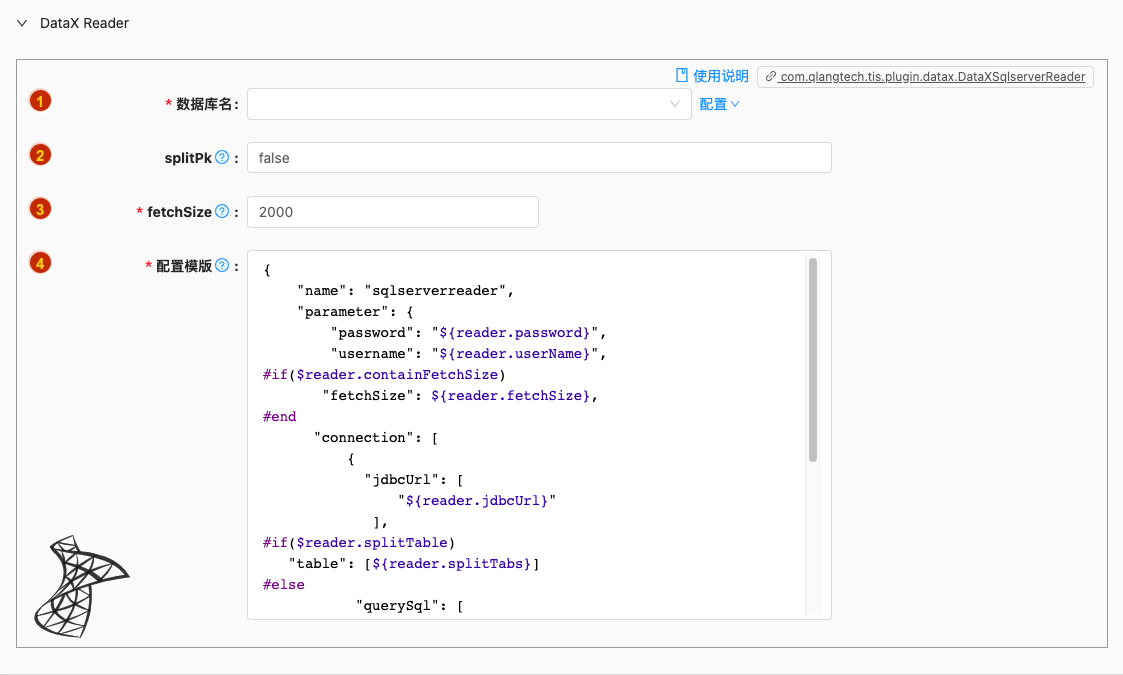 DataX Reader
使用说明 com.qlangtech.tis.plugin.datax.DataXSqlserverReader
1 * 数据库名: 配置
2 splitPk ? : false
3 * fetchSize ? : 2000
4 * 配置模版 ? :
{
"name": "sqlserverreader",
"parameter": {
"password": "${reader.password}",
"username": "${reader.userName}",
#if($reader.containFetchSize)
"fetchSize": ${reader.fetchSize},
#end
"connection": [
{
"jdbcUrl": [
"${reader.jdbcUrl}"
],
#if($reader.splitTable)
"table": [${reader.splitTabs}]
#else
"querySql": [